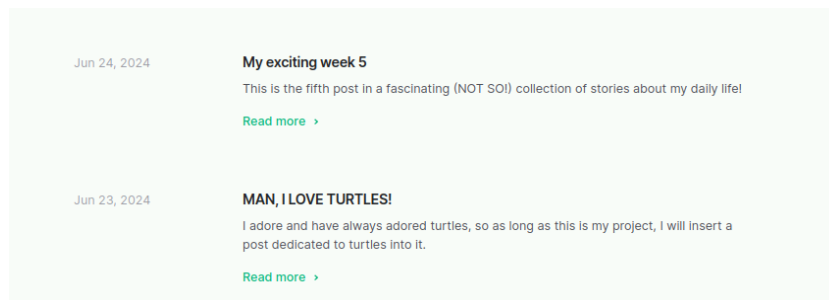 Jun 24, 2024
My exciting week 5
This is the fifth post in a fascinating (NOT SO!) collection of stories about my daily life!
Read more ›
Jun 23, 2024
MAN, I LOVE TURTLES!
I adore and have always adored turtles, so as long as this is my project, I will insert a
post dedicated to turtles into it.
Read more ›